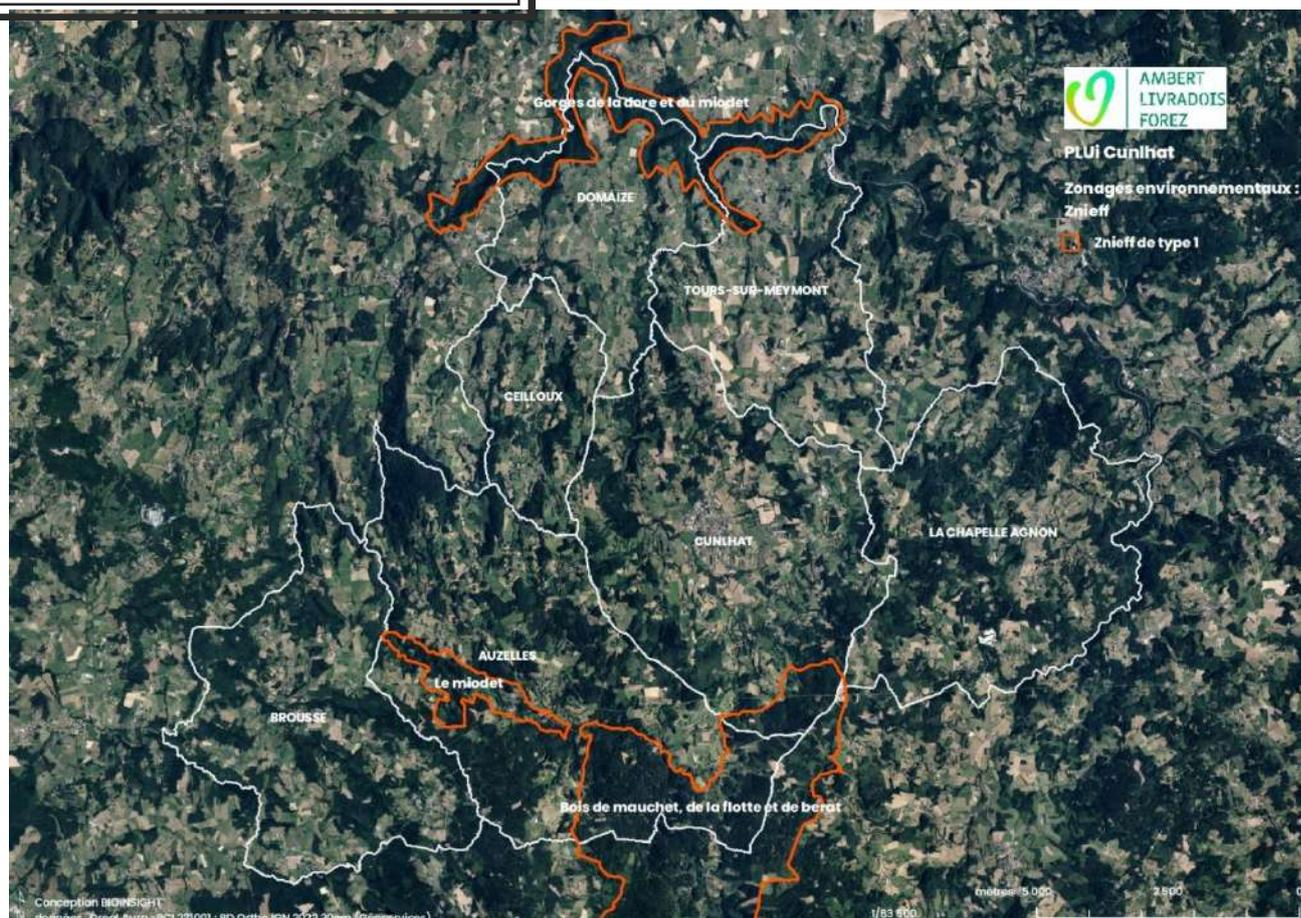 AMBERT
LIVRADOIS
FOREZ
PLUi Cunlhat
Zonages environnementaux :
Znieff
Znieff de type 1
Gorges de la dore et du miodet
DOMAIZE
TOURS-SUR-MEYMONT
CEILLOUX
CUNLHAT
LA CHAPELLE AGNON
AUZELLES
Le miodet
BROUSSE
Bois de mauchet, de la flotte et de berat
Conception BIOINSIGHT
mètres 5 000 2 500
1/83 500